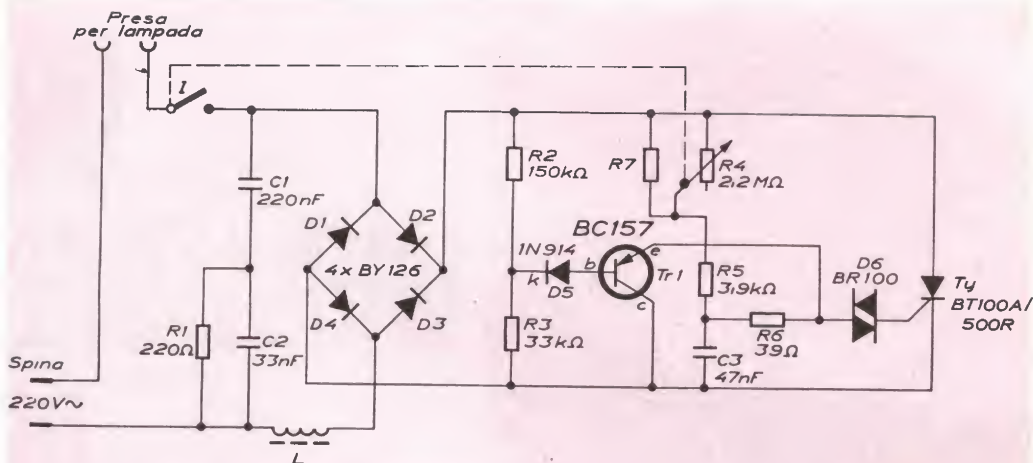 Presa
per lampada
I
C1
220nF
D1
D2
4 x BY126
D4
D3
R1
220Ω
C2
33nF
Spina
220V~
L
R2
150kΩ
R7
R4
2,2MΩ
BC157
1N914
b
e
k
D5
Tr1
c
R3
33kΩ
R5
3,9kΩ
R6
39Ω
C3
47nF
D6
BR100
Ty
BT100A/
500R